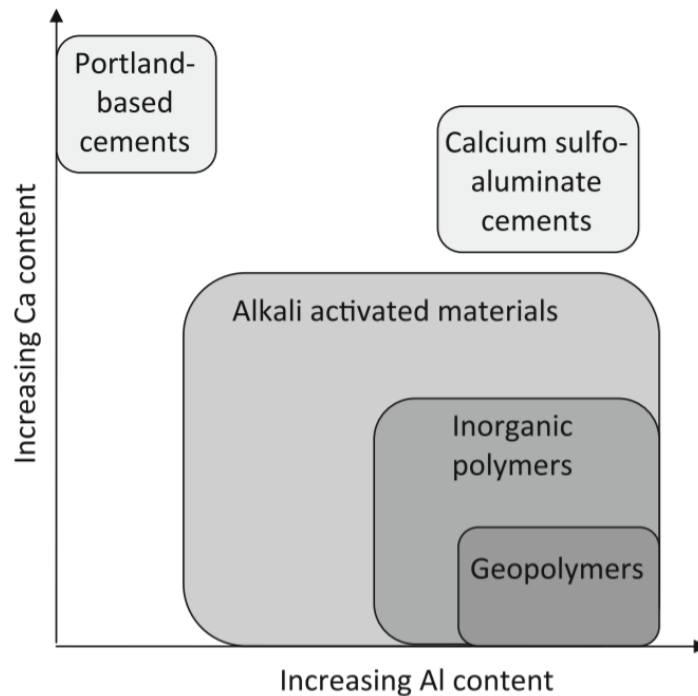 Portland-
based
cements
Calcium sulfo-
aluminate
cements
Increasing Ca content
Alkali activated materials
Inorganic
polymers
Geopolymers
Increasing Al content